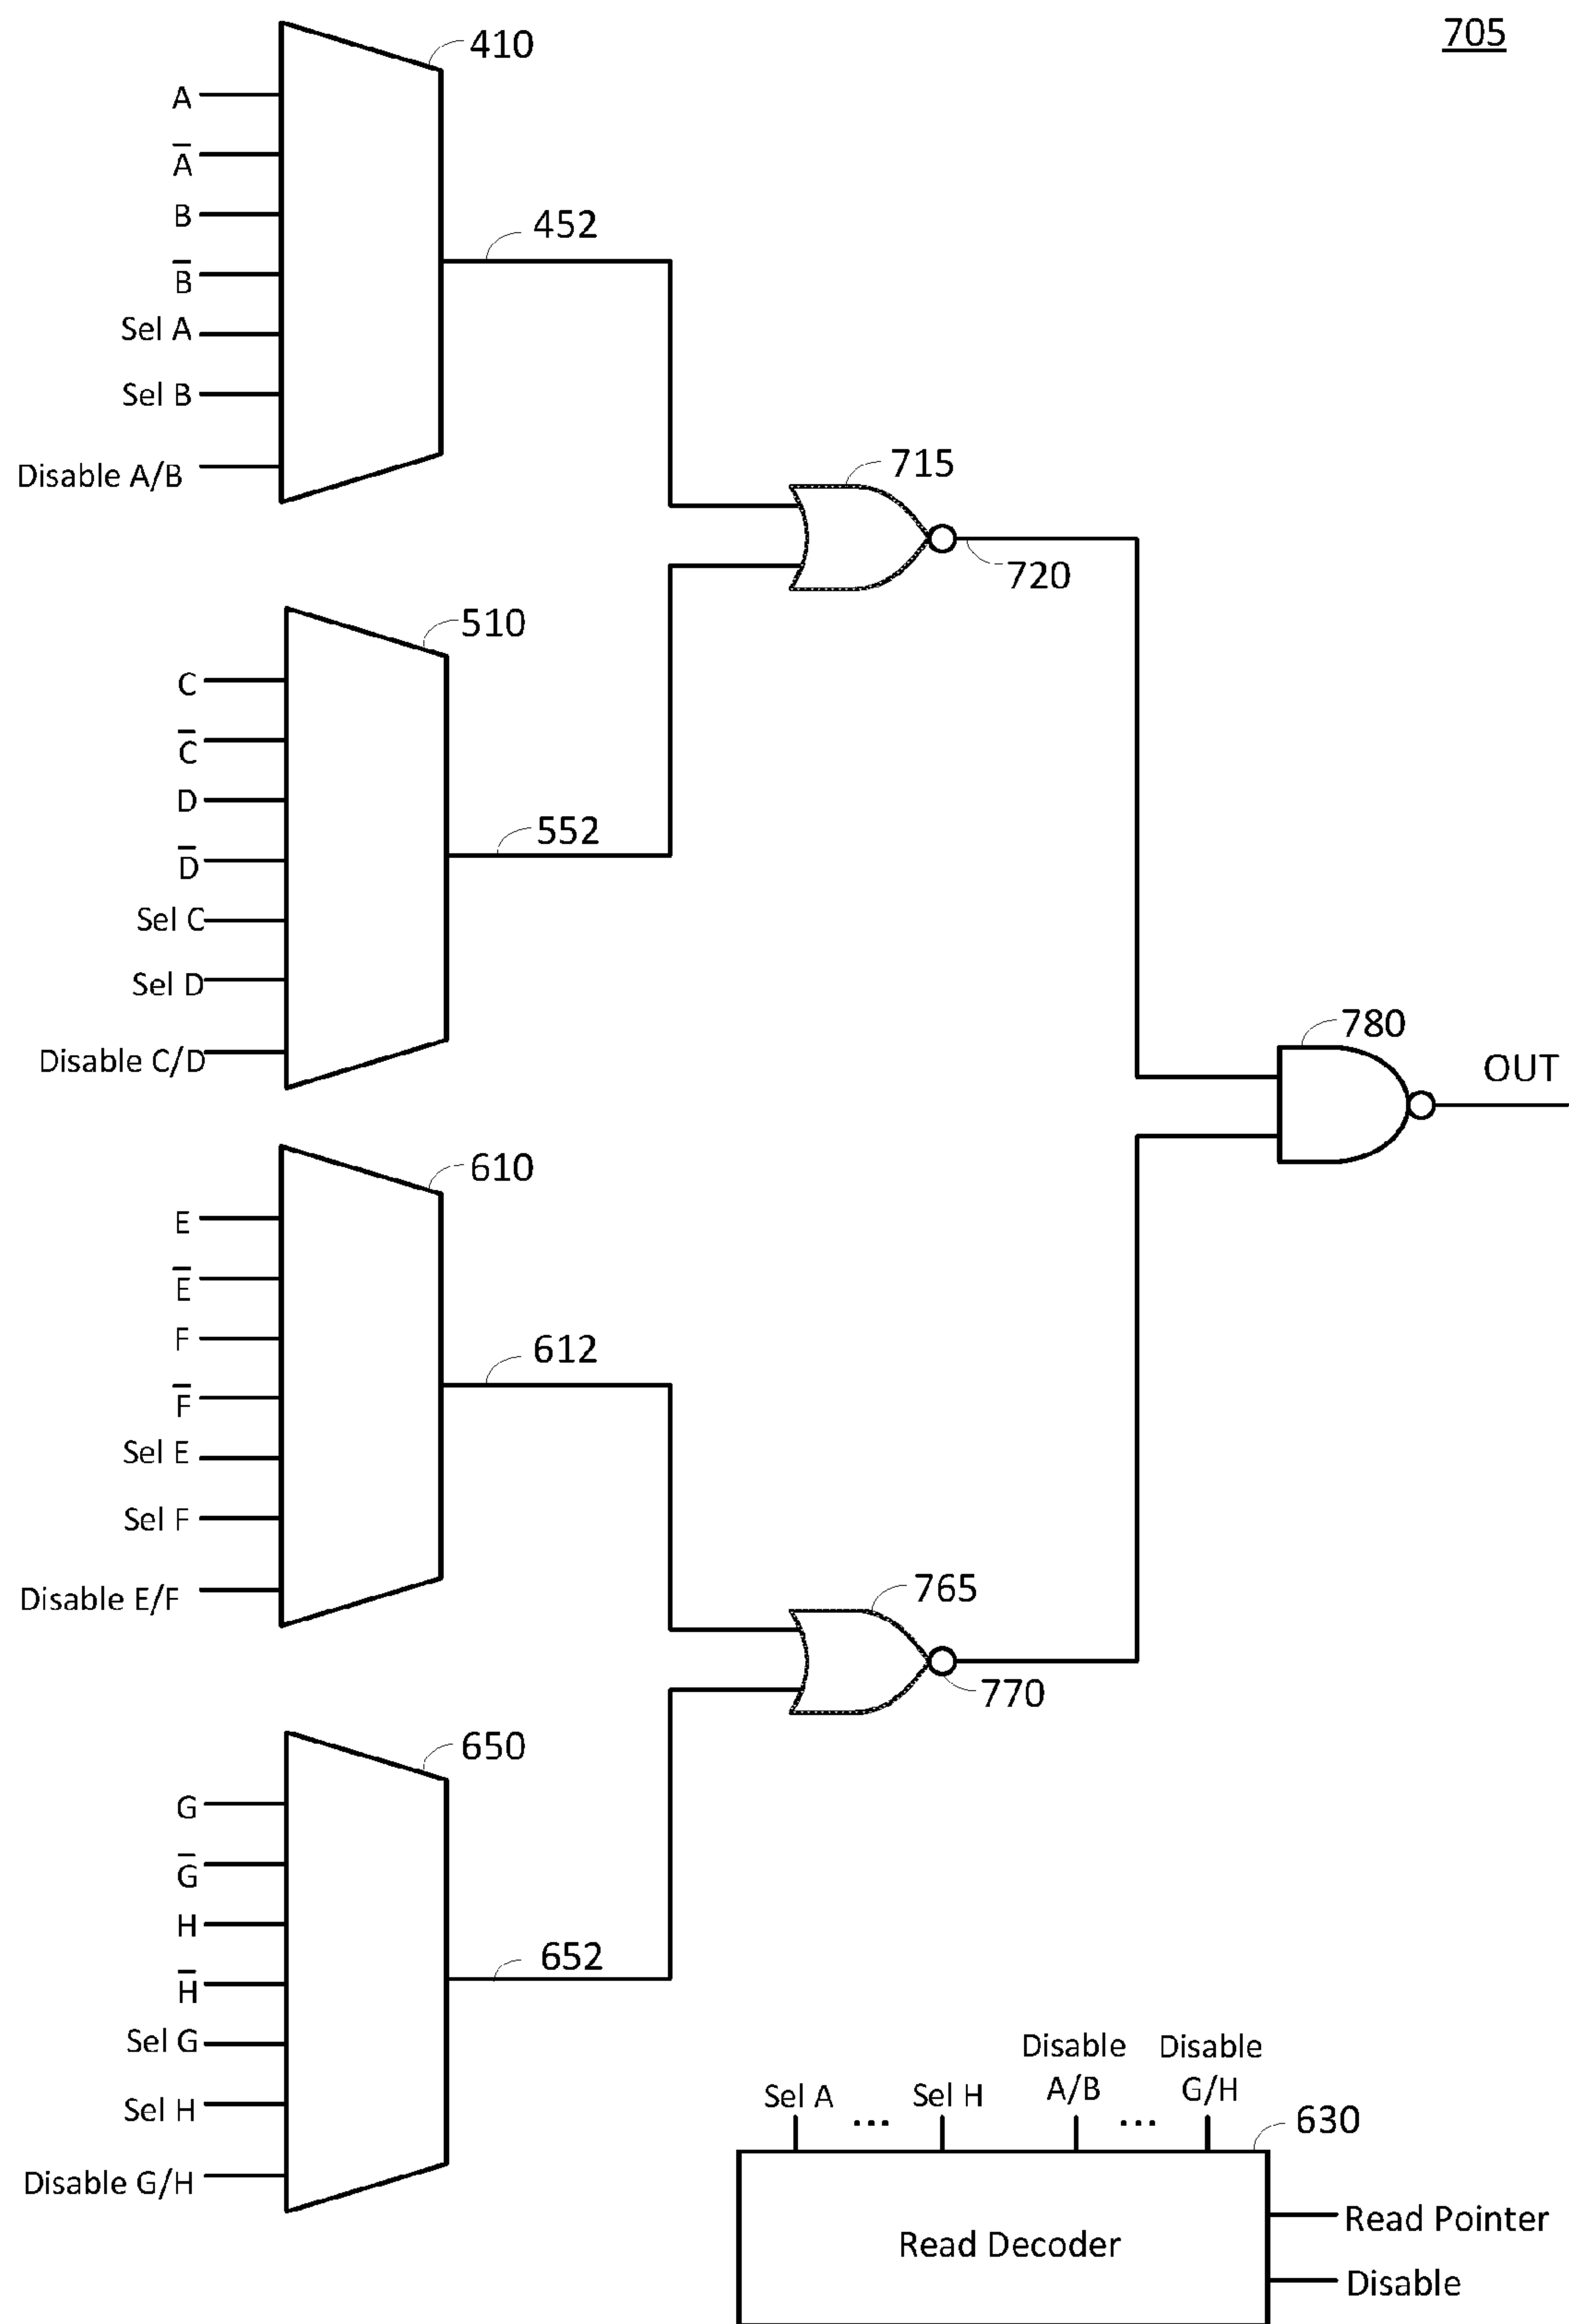 705
410
A
A̅
B
B̅
Sel A
Sel B
Disable A/B
452
715
720
510
C
C̅
D
D̅
Sel C
Sel D
Disable C/D
552
780
OUT
610
E
E̅
F
F̅
Sel E
Sel F
Disable E/F
612
765
770
650
G
G̅
H
H̅
Sel G
Sel H
Disable G/H
652
Sel A
...
Sel H
Disable
A/B
...
Disable
G/H
630
Read Decoder
Read Pointer
Disable